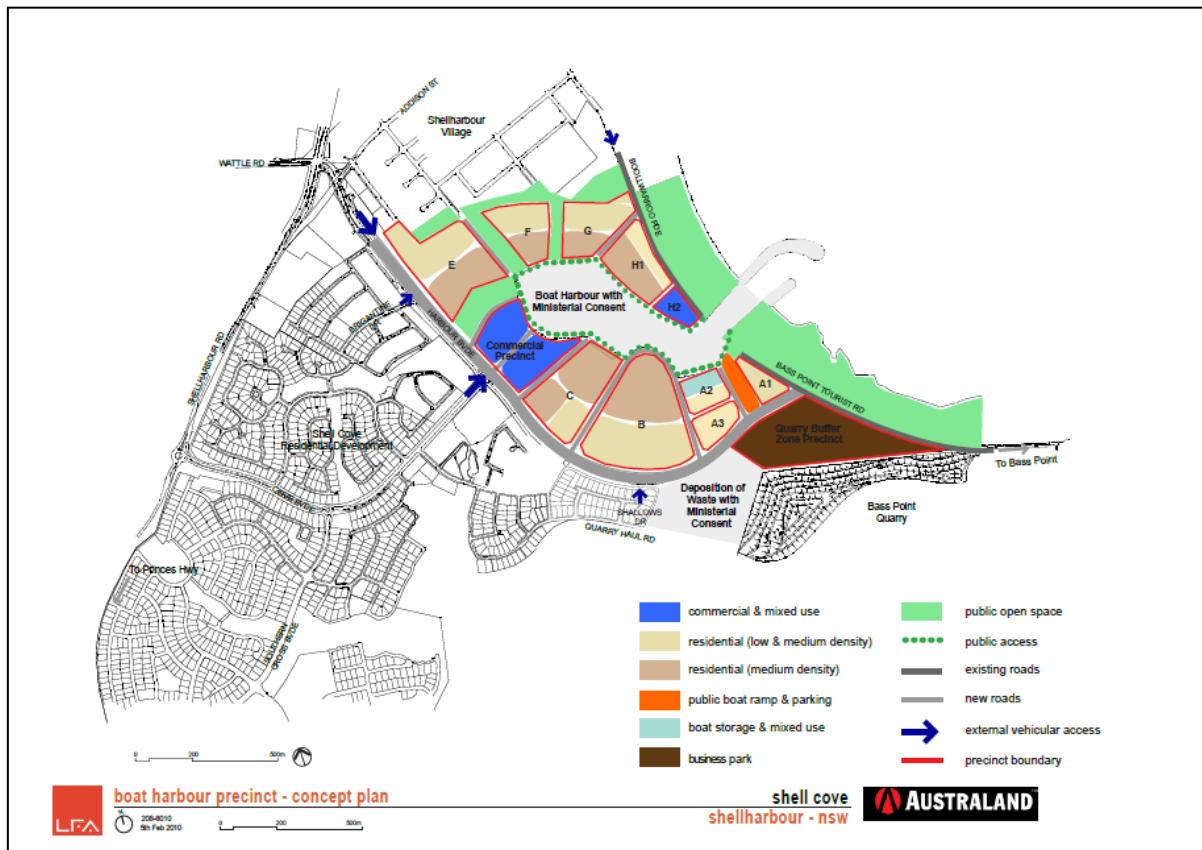 ADDISON ST
Shellharbour
Village
WATTLE RD
BOOLLWARROO PDE
F
G
E
H1
Boat Harbour with
Ministerial Consent
H2
BRIGANTINE
DR
HARBOUR BVDE
Commercial
Precinct
SHELLHARBOUR RD
BASS POINT TOURIST RD
A2
A1
C
B
A3
Quarry Buffer
Zone Precinct
Shell Cove
Residential Development
To Bass Point
Deposition of
Waste with
Ministerial
Consent
SHALLOWS
DR
Bass Point
Quarry
QUARRY HAUL RD
To Princes Hwy
commercial & mixed use
public open space
residential (low & medium density)
public access
residential (medium density)
existing roads
public boat ramp & parking
new roads
boat storage & mixed use
external vehicular access
business park
precinct boundary
0 200 500m
LFA
boat harbour precinct - concept plan
208-8010
5th Feb 2010
0 200 500m
shell cove
shellharbour - nsw
AUSTRALAND